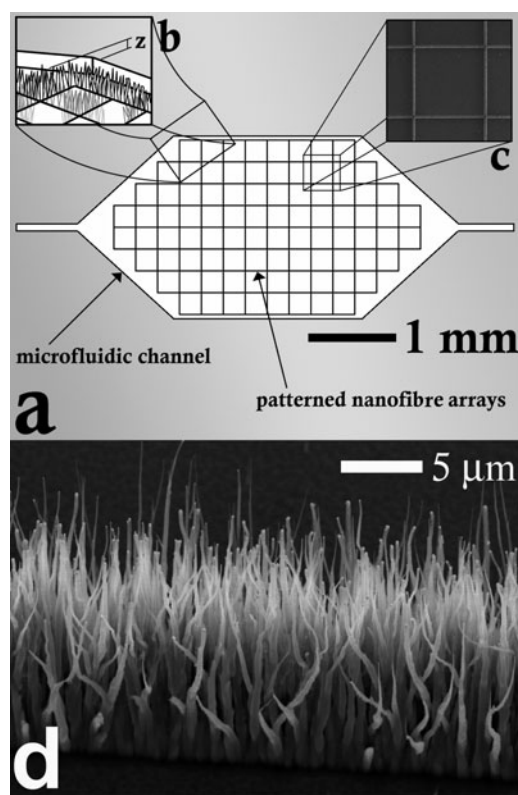 z b
c
1 mm
microfluidic channel
patterned nanofibre arrays
a
5 μm
d